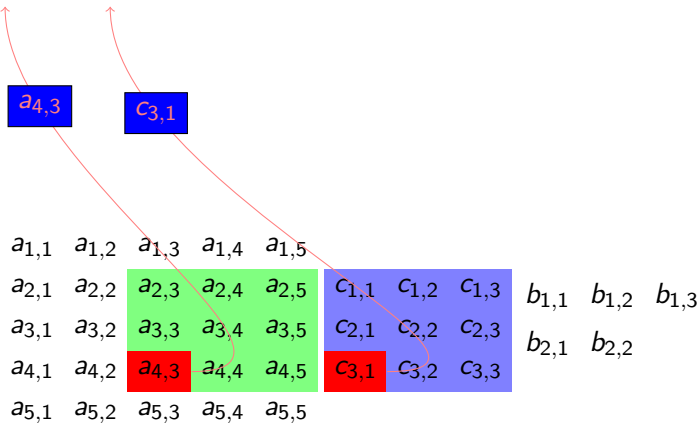 a4,3 c3,1
a1,1 a1,2 a1,3 a1,4 a1,5
a2,1 a2,2 a2,3 a2,4 a2,5 c1,1 c1,2 c1,3 b1,1 b1,2 b1,3
a3,1 a3,2 a3,3 a3,4 a3,5 c2,1 c2,2 c2,3 b2,1 b2,2
a4,1 a4,2 a4,3 a4,4 a4,5 c3,1 c3,2 c3,3
a5,1 a5,2 a5,3 a5,4 a5,5